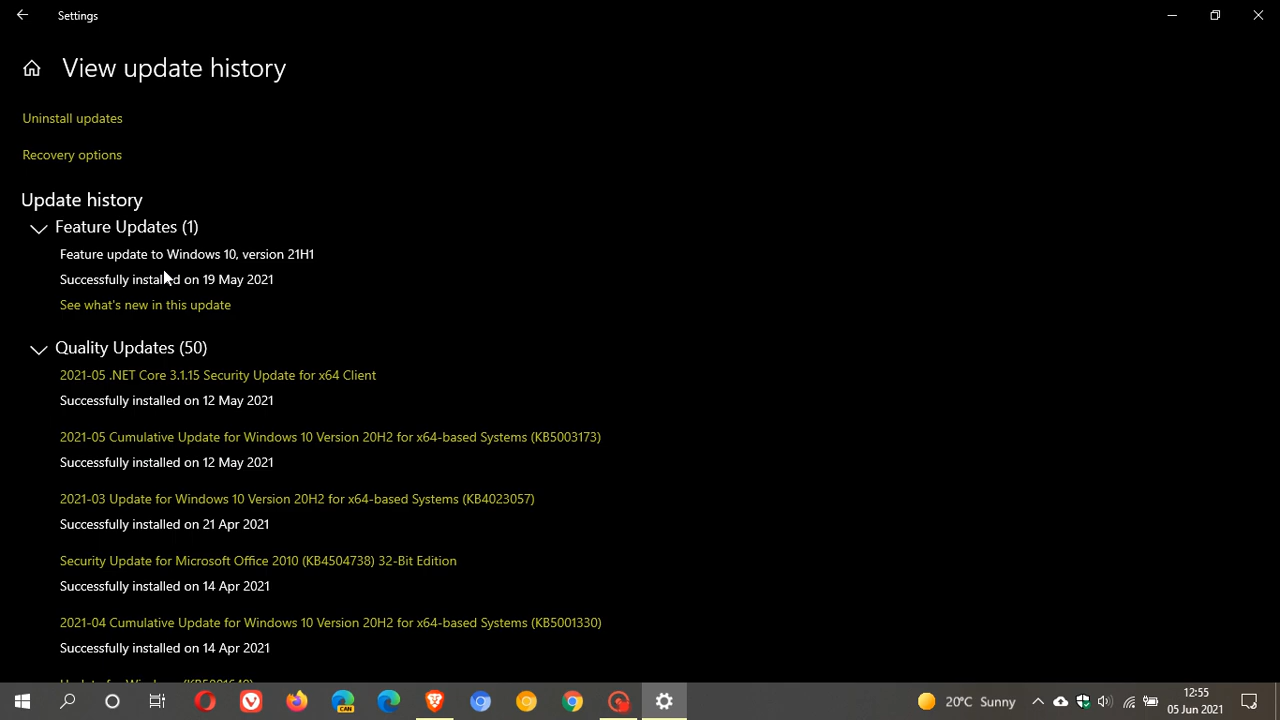 Settings
View update history
Uninstall updates
Recovery options
Update history
Feature Updates (1)
Feature update to Windows 10, version 21H1
Successfully installed on 19 May 2021
See what's new in this update
Quality Updates (50)
2021-05 .NET Core 3.1.15 Security Update for x64 Client
Successfully installed on 12 May 2021
2021-05 Cumulative Update for Windows 10 Version 20H2 for x64-based Systems (KB5003173)
Successfully installed on 12 May 2021
2021-03 Update for Windows 10 Version 20H2 for x64-based Systems (KB4023057)
Successfully installed on 21 Apr 2021
Security Update for Microsoft Office 2010 (KB4504738) 32-Bit Edition
Successfully installed on 14 Apr 2021
2021-04 Cumulative Update for Windows 10 Version 20H2 for x64-based Systems (KB5001330)
Successfully installed on 14 Apr 2021
Update for Windows
CAN
20°C Sunny
12:55
05 Jun 2021